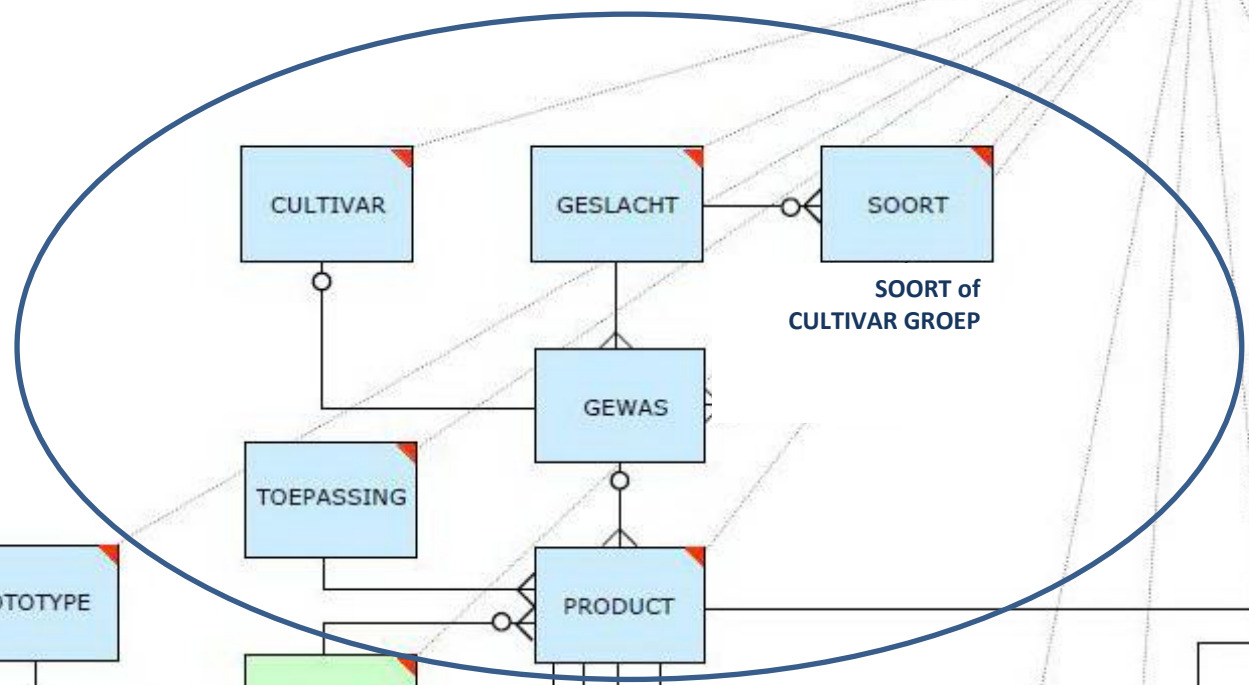 CULTIVAR
GESLACHT
SOORT
SOORT of
CULTIVAR GROEP
GEWAS
TOEPASSING
OTOTYPE
PRODUCT